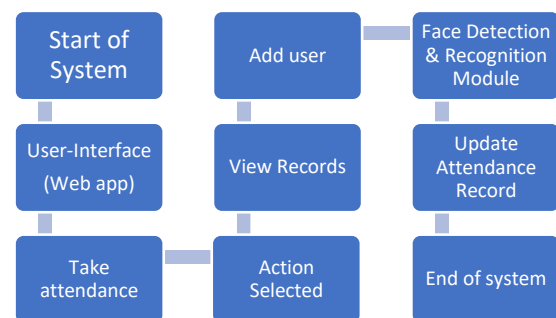 Start of
System
User-Interface
(Web app)
Take
attendance
Action
Selected
View Records
Add user
Face Detection
& Recognition
Module
Update
Attendance
Record
End of system